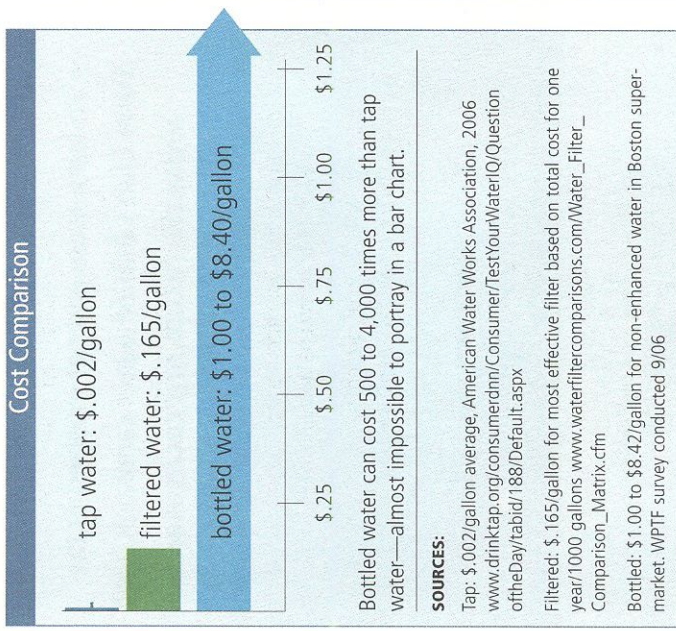 Cost Comparison
tap water: $.002/gallon
filtered water: $.165/gallon
bottled water: $1.00 to $8.40/gallon
$.25 $.50 $.75 $1.00 $1.25
Bottled water can cost 500 to 4,000 times more than tap
water—almost impossible to portray in a bar chart.
SOURCES:
Tap: $.002/gallon average, American Water Works Association, 2006
www.drinktap.org/consumerdnn/Consumer/TestYourWaterIQ/Question
oftheDay/tabid/188/Default.aspx
Filtered: $.165/gallon for most effective filter based on total cost for one
year/1000 gallons www.waterfiltercomparisons.com/Water_Filter_
Comparison_Matrix.cfm
Bottled: $1.00 to $8.42/gallon for non-enhanced water in Boston super-
market. WPTF survey conducted 9/06